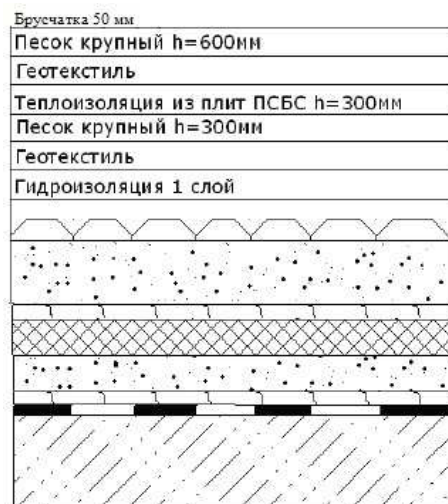 Брусчатка 50 мм
Песок крупный h=600мм
Геотекстиль
Теплоизоляция из плит ПСБС h=300мм
Песок крупный h=300мм
Геотекстиль
Гидроизоляция 1 слой